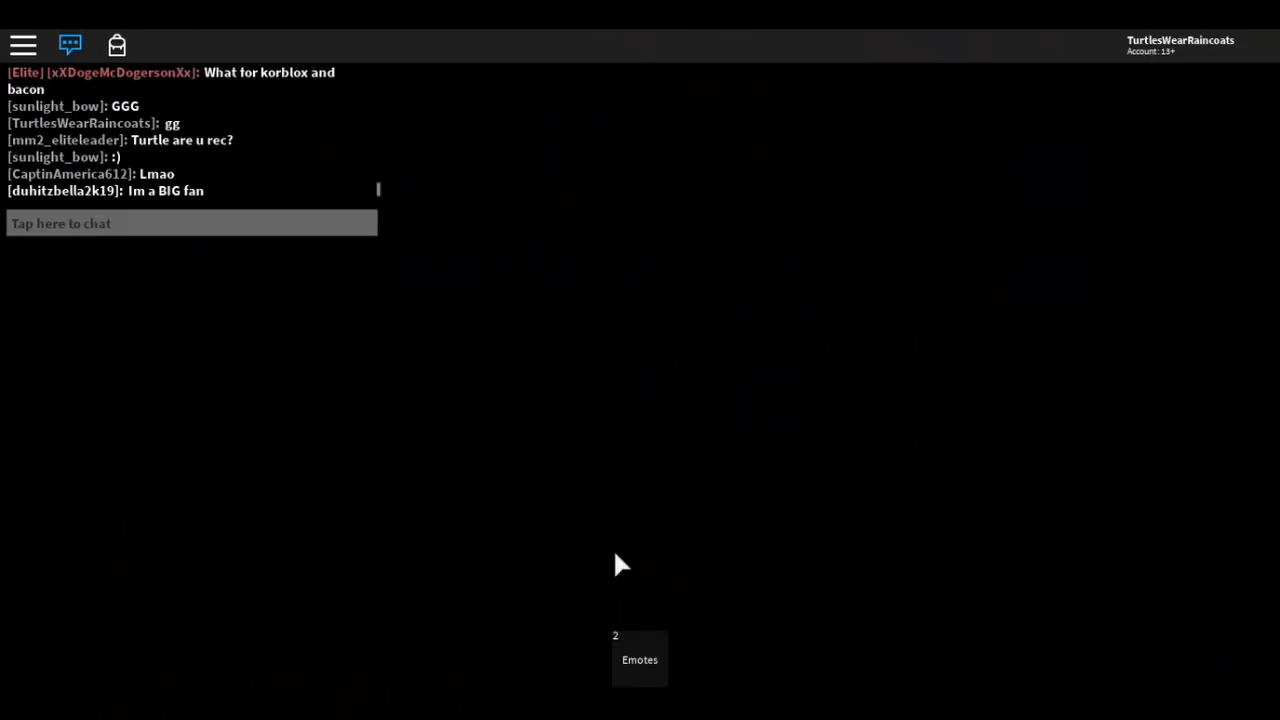 TurtlesWearRaincoats
Account: 13+
[Elite] [xXDogeMcDogersonXx]: What for korblox and
bacon
[sunlight_bow]: GGG
[TurtlesWearRaincoats]: gg
[mm2_eliteleader]: Turtle are u rec?
[sunlight_bow]: :)
[CaptinAmerica612]: Lmao
[duhitzbella2k19]: Im a BIG fan
Tap here to chat
2
Emotes